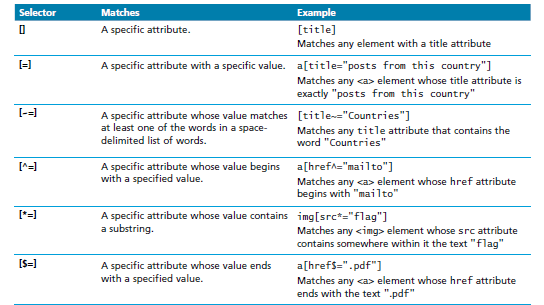 Selector Matches Example
[] A specific attribute. [title]
Matches any element with a title attribute
[=] A specific attribute with a specific value. a[title="posts from this country"]
Matches any <a> element whose title attribute is
exactly "posts from this country"
[~=] A specific attribute whose value matches [title~="Countries"]
at least one of the words in a space- Matches any title attribute that contains the
delimited list of words. word "Countries"
[^=] A specific attribute whose value begins a[href^="mailto"]
with a specified value. Matches any <a> element whose href attribute
begins with "mailto"
[*=] A specific attribute whose value contains img[src*="flag"]
a substring. Matches any <img> element whose src attribute
contains somewhere within it the text "flag"
[$=] A specific attribute whose value ends a[href$=".pdf"]
with a specified value. Matches any <a> element whose href attribute
ends with the text ".pdf"